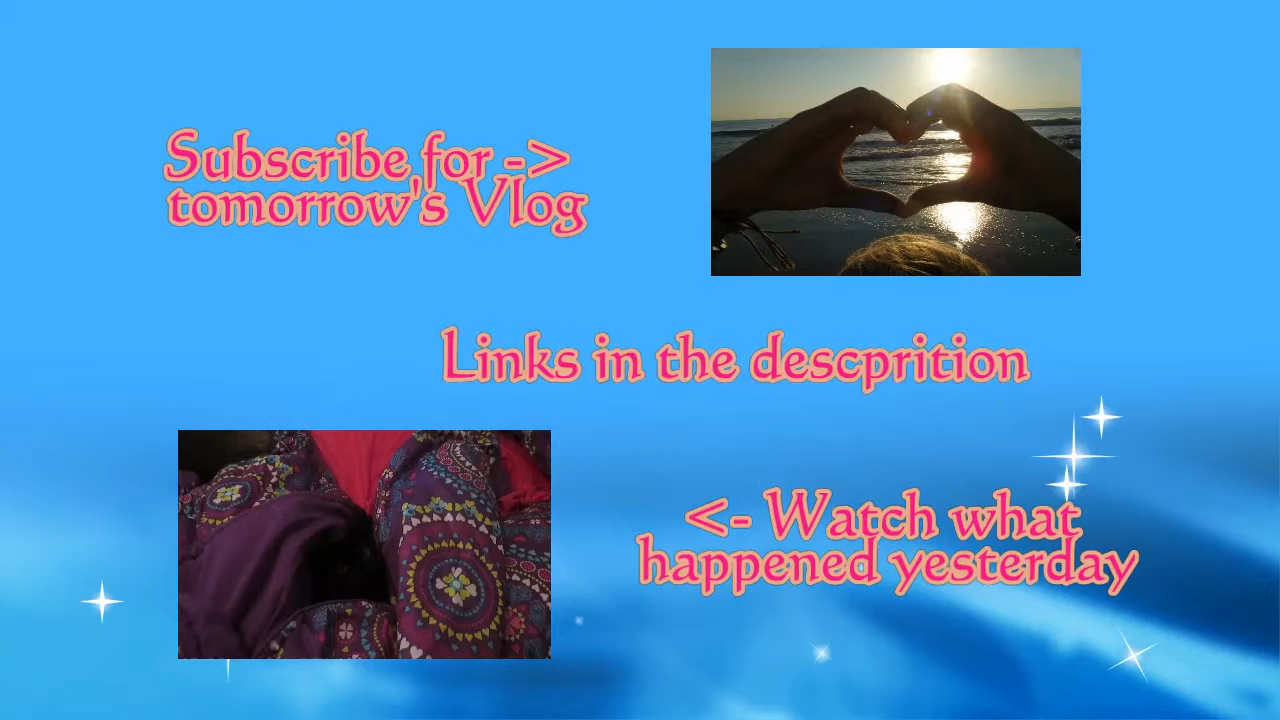 Subscribe for ->
tomorrow's Vlog
Links in the descprition
<- Watch what
happened yesterday